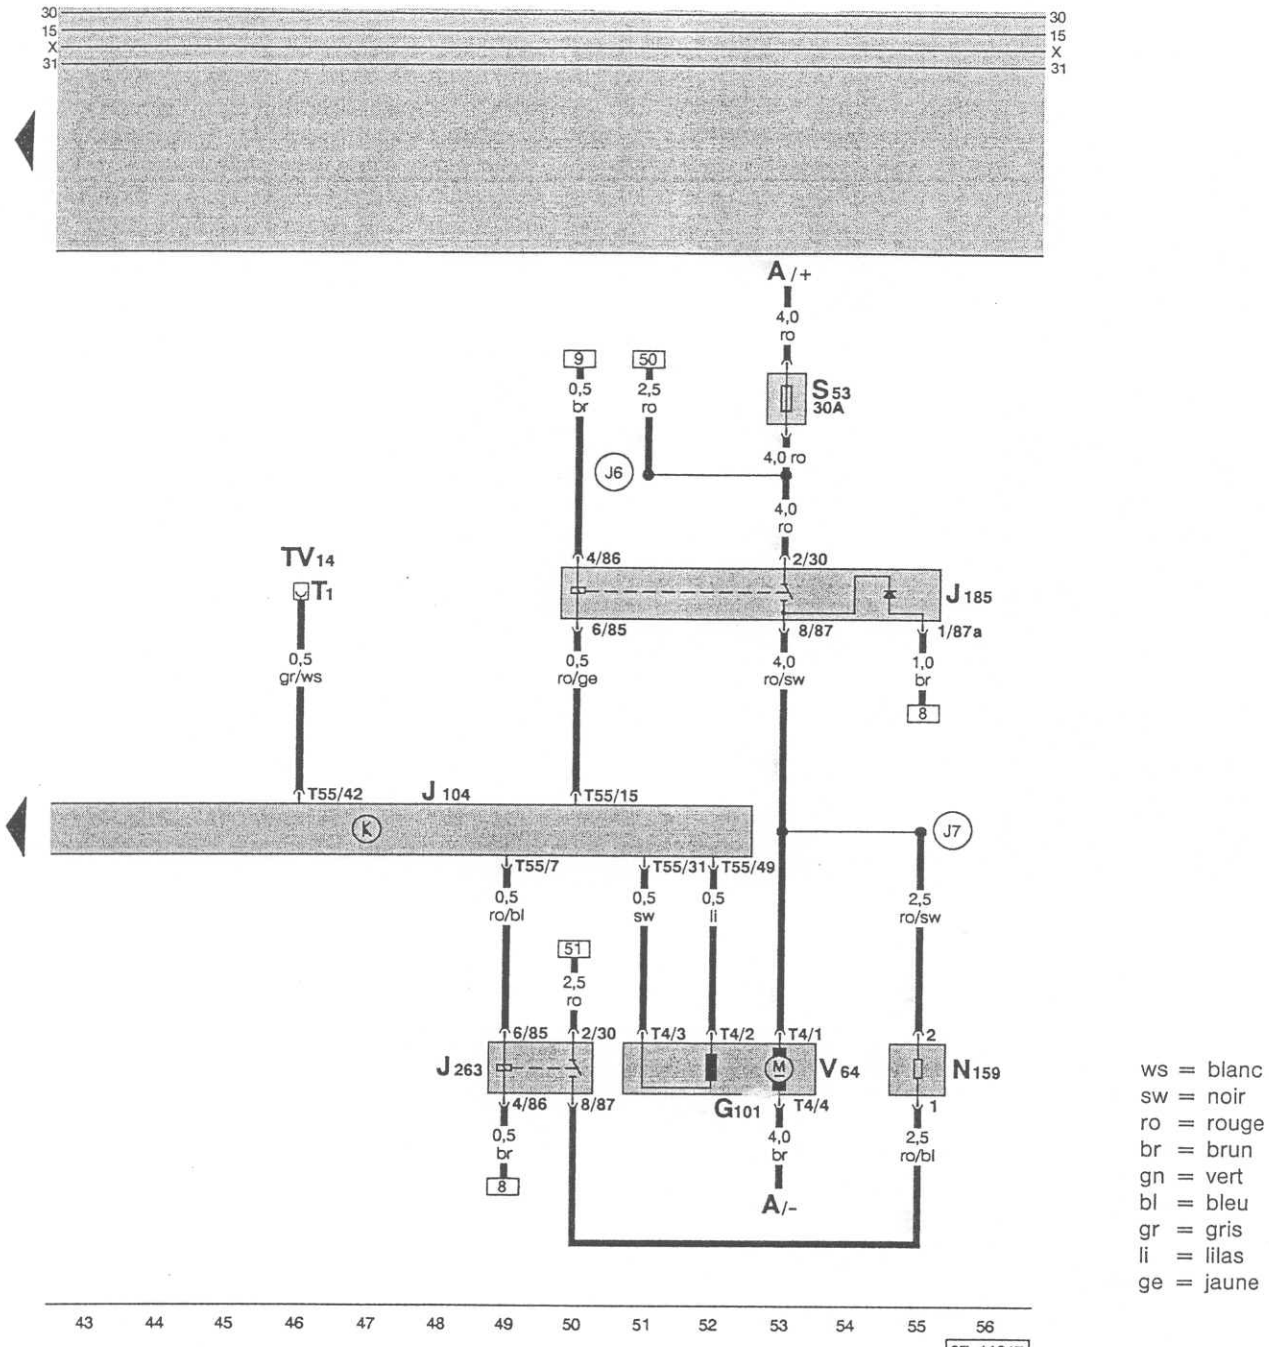 30 30
15 15
X X
31 31
A /+
4,0
ro
9 50
0,5 2,5
br ro
S53
30A
4,0 ro
J6
4,0
ro
TV14
T1
4/86 2/30
J185
6/85 8/87 1/87a
0,5 0,5 4,0 1,0
gr/ws ro/ge ro/sw br
8
T55/42 J104 T55/15
K
J7
T55/7 T55/31 T55/49
0,5 0,5 0,5 2,5
ro/bl sw li ro/sw
51
2,5
ro
6/85 2/30 T4/3 T4/2 T4/1 2
J263 M V64 N159
4/86 8/87 G101 T4/4 1
0,5 4,0 2,5
br br ro/bl
8
A/-
ws = blanc
sw = noir
ro = rouge
br = brun
gn = vert
bl = bleu
gr = gris
li = lilas
ge = jaune
43 44 45 46 47 48 49 50 51 52 53 54 55 56